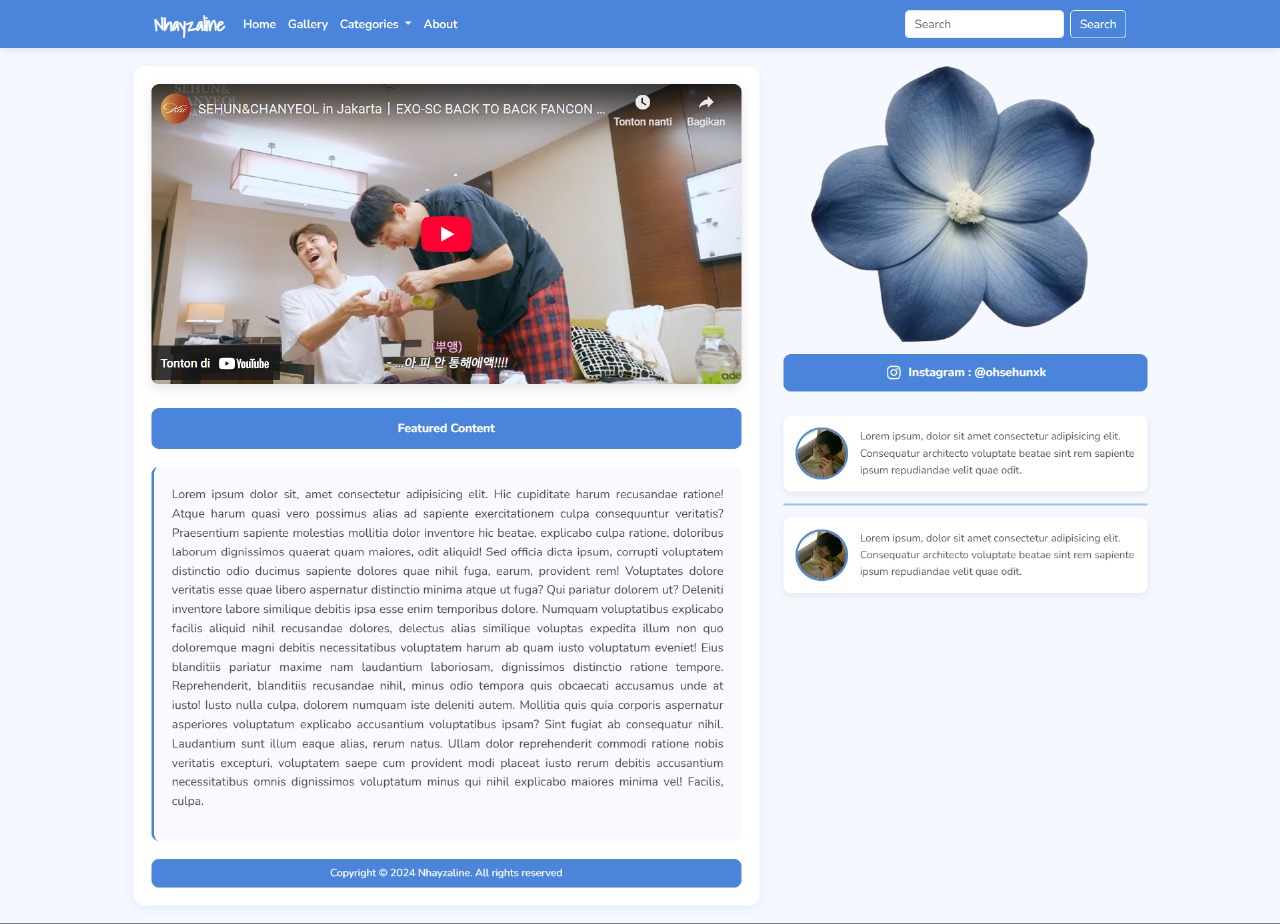 Nhayzaline Home Gallery Categories About Search Search
SEHUN&CHANYEOL in Jakarta | EXO-SC BACK TO BACK FANCON ...
Tonton nanti Bagikan
(뿌앵)
- ...아 피 안 통해애액!!!!
Tonton di YouTube
Featured Content
Lorem ipsum dolor sit, amet consectetur adipisicing elit. Hic cupiditate harum recusandae ratione!
Atque harum quasi vero possimus alias ad sapiente exercitationem culpa consequuntur veritatis?
Praesentium sapiente molestias mollitia dolor inventore hic beatae, explicabo culpa ratione, doloribus
laborum dignissimos quaerat quam maiores, odit aliquid! Sed officia dicta ipsum, corrupti voluptatem
distinctio odio ducimus sapiente dolores quae nihil fuga, earum, provident rem! Voluptates dolore
veritatis esse quae libero aspernatur distinctio minima atque ut fuga? Qui pariatur dolorem ut? Deleniti
inventore labore similique debitis ipsa esse enim temporibus dolore. Numquam voluptatibus explicabo
facilis aliquid nihil recusandae dolores, delectus alias similique voluptas expedita illum non quo
doloremque magni debitis necessitatibus voluptatem harum ab quam iusto voluptatum eveniet! Eius
blanditiis pariatur maxime nam laudantium laboriosam, dignissimos distinctio ratione tempore.
Reprehenderit, blanditiis recusandae nihil, minus odio tempora quis obcaecati accusamus unde at
iusto! Iusto nulla culpa, dolorem numquam iste deleniti autem. Mollitia quis quia corporis aspernatur
asperiores voluptatum explicabo accusantium voluptatibus ipsam? Sint fugiat ab consequatur nihil.
Laudantium sunt illum eaque alias, rerum natus. Ullam dolor reprehenderit commodi ratione nobis
veritatis excepturi, voluptatem saepe cum provident modi placeat iusto rerum debitis accusantium
necessitatibus omnis dignissimos voluptatum minus qui nihil explicabo maiores minima vel! Facilis,
culpa.
Copyright © 2024 Nhayzaline. All rights reserved
Instagram : @ohsehunxk
Lorem ipsum, dolor sit amet consectetur adipisicing elit.
Consequatur architecto voluptate beatae sint rem sapiente
ipsum repudiandae velit quae odit.
Lorem ipsum, dolor sit amet consectetur adipisicing elit.
Consequatur architecto voluptate beatae sint rem sapiente
ipsum repudiandae velit quae odit.